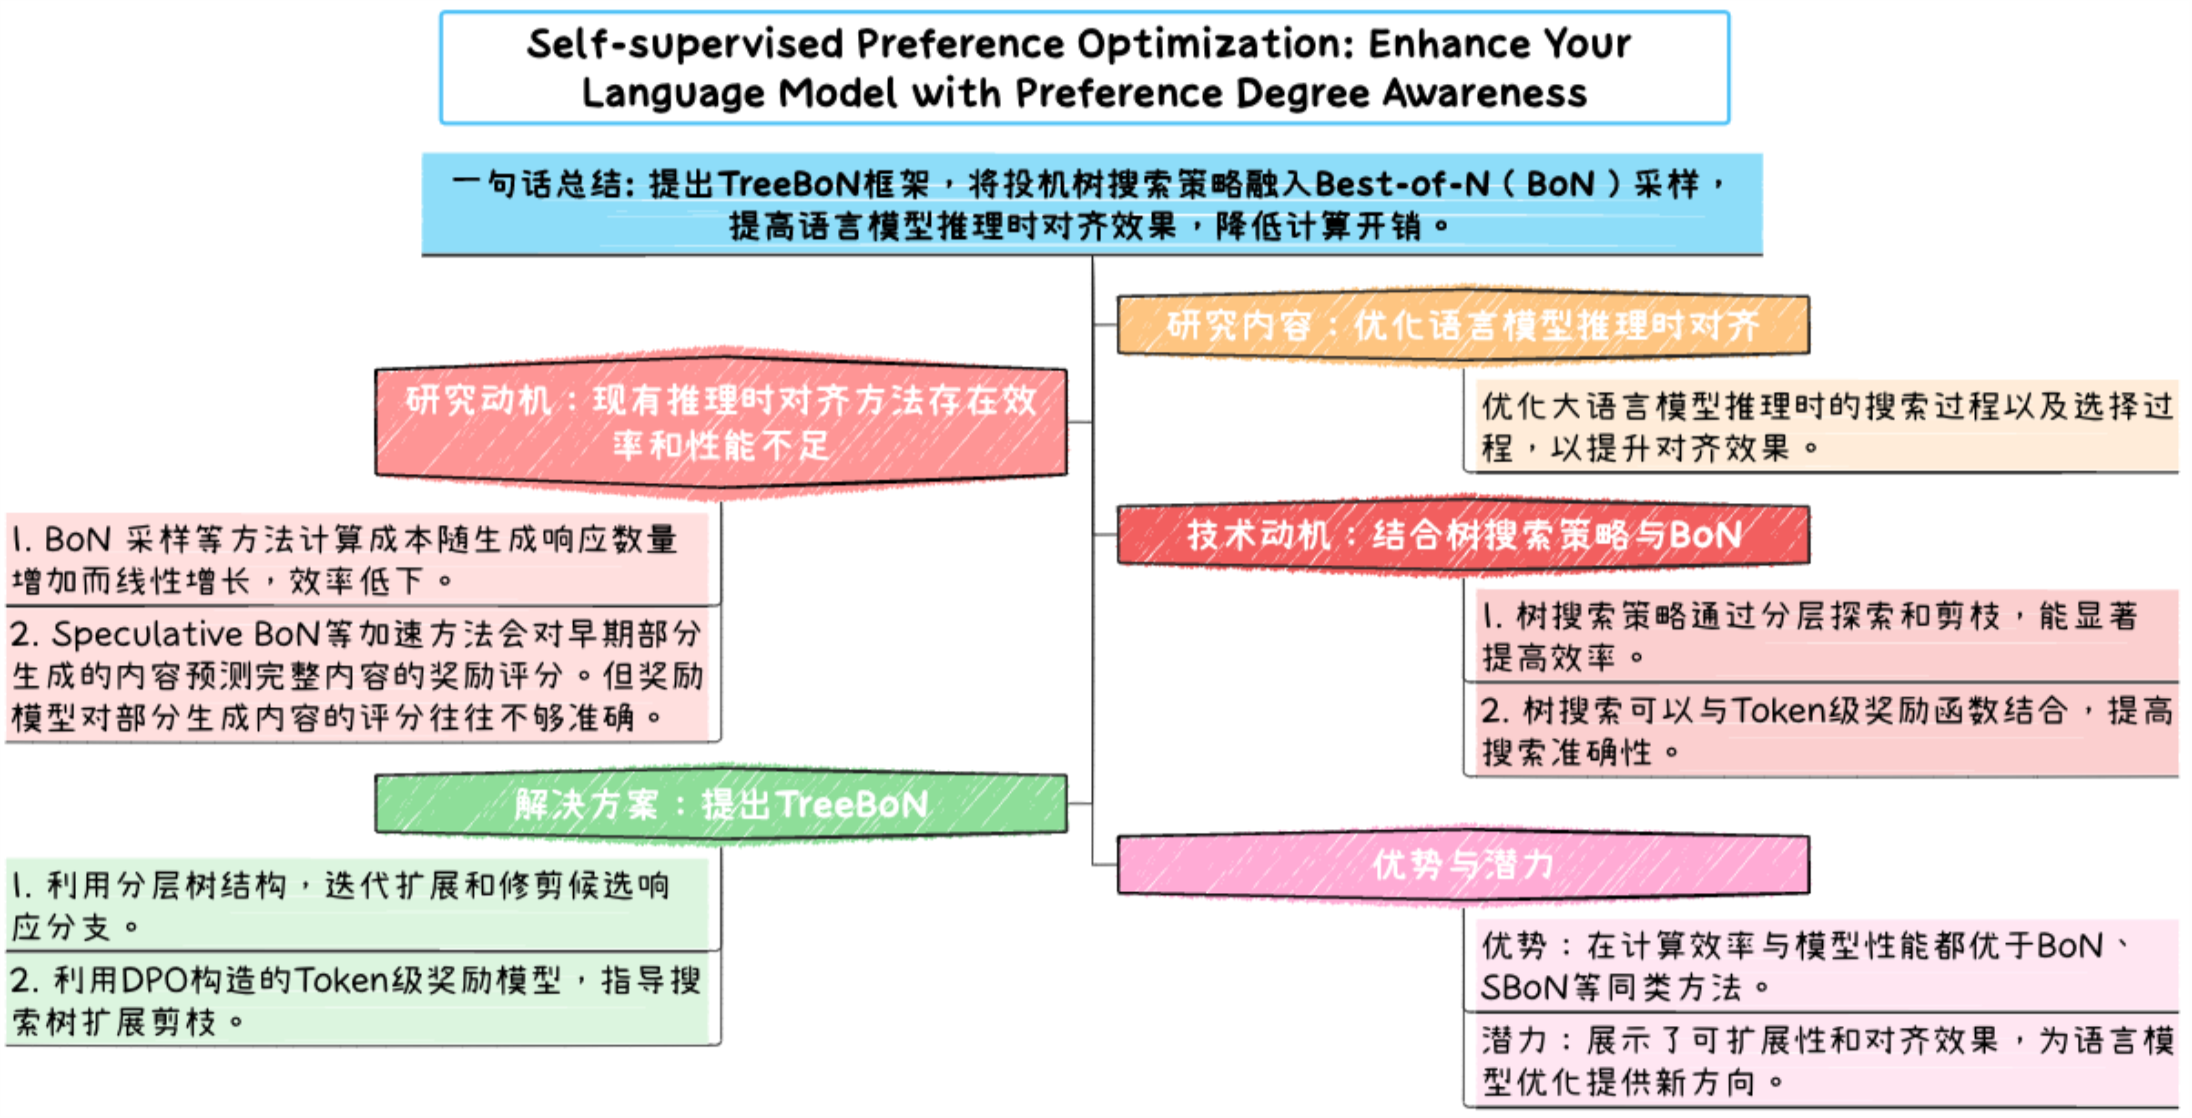 Self-supervised Preference Optimization: Enhance Your
Language Model with Preference Degree Awareness
一句话总结: 提出TreeBoN框架，将投机树搜索策略融入Best-of-N（BoN）采样，
提高语言模型推理时对齐效果，降低计算开销。
研究动机：现有推理时对齐方法存在效
率和性能不足
1. BoN 采样等方法计算成本随生成响应数量
增加而线性增长，效率低下。
2. Speculative BoN等加速方法会对早期部分
生成的内容预测完整内容的奖励评分。但奖励
模型对部分生成内容的评分往往不够准确。
解决方案：提出TreeBoN
1. 利用分层树结构，迭代扩展和修剪候选响
应分支。
2. 利用DPO构造的Token级奖励模型，指导搜
索树扩展剪枝。
研究内容：优化语言模型推理时对齐
优化大语言模型推理时的搜索过程以及选择过
程，以提升对齐效果。
技术动机：结合树搜索策略与BoN
1. 树搜索策略通过分层探索和剪枝，能显著
提高效率。
2. 树搜索可以与Token级奖励函数结合，提高
搜索准确性。
优势与潜力
优势：在计算效率与模型性能都优于BoN、
SBoN等同类方法。
潜力：展示了可扩展性和对齐效果，为语言模
型优化提供新方向。